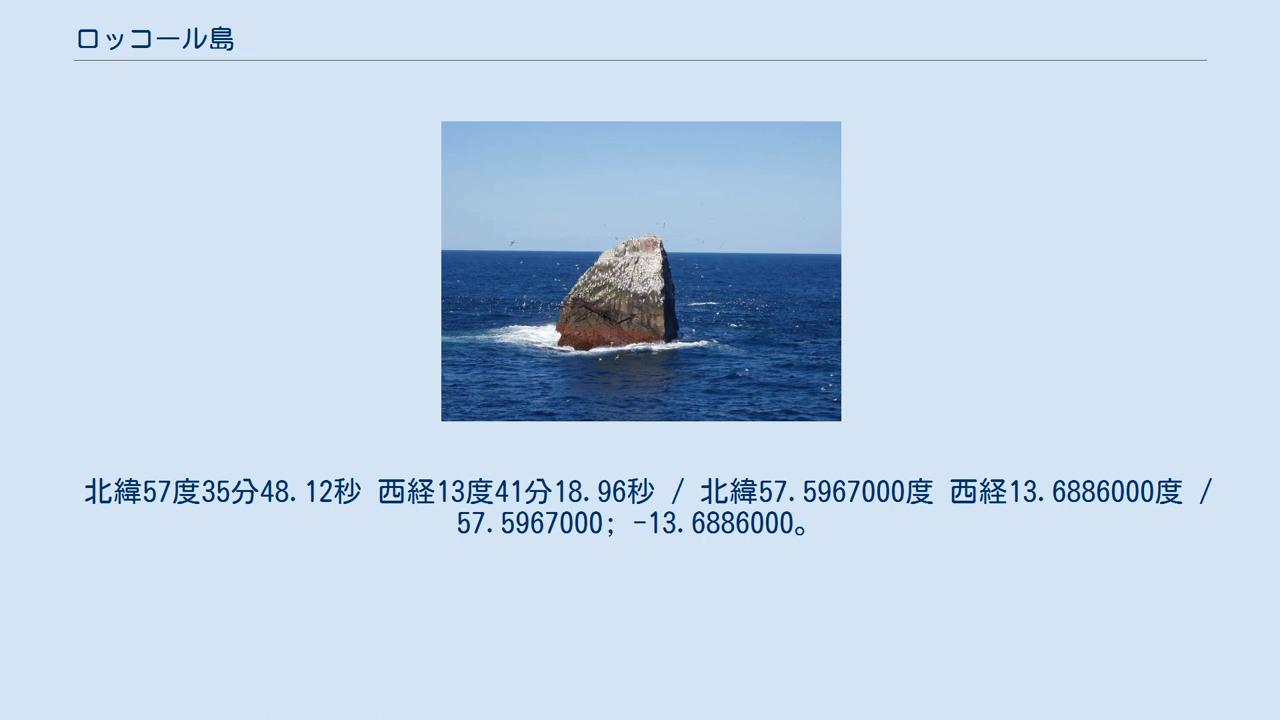 ロッコール島
北緯57度35分48.12秒 西経13度41分18.96秒 / 北緯57.5967000度 西経13.6886000度 /
57.5967000; -13.6886000。